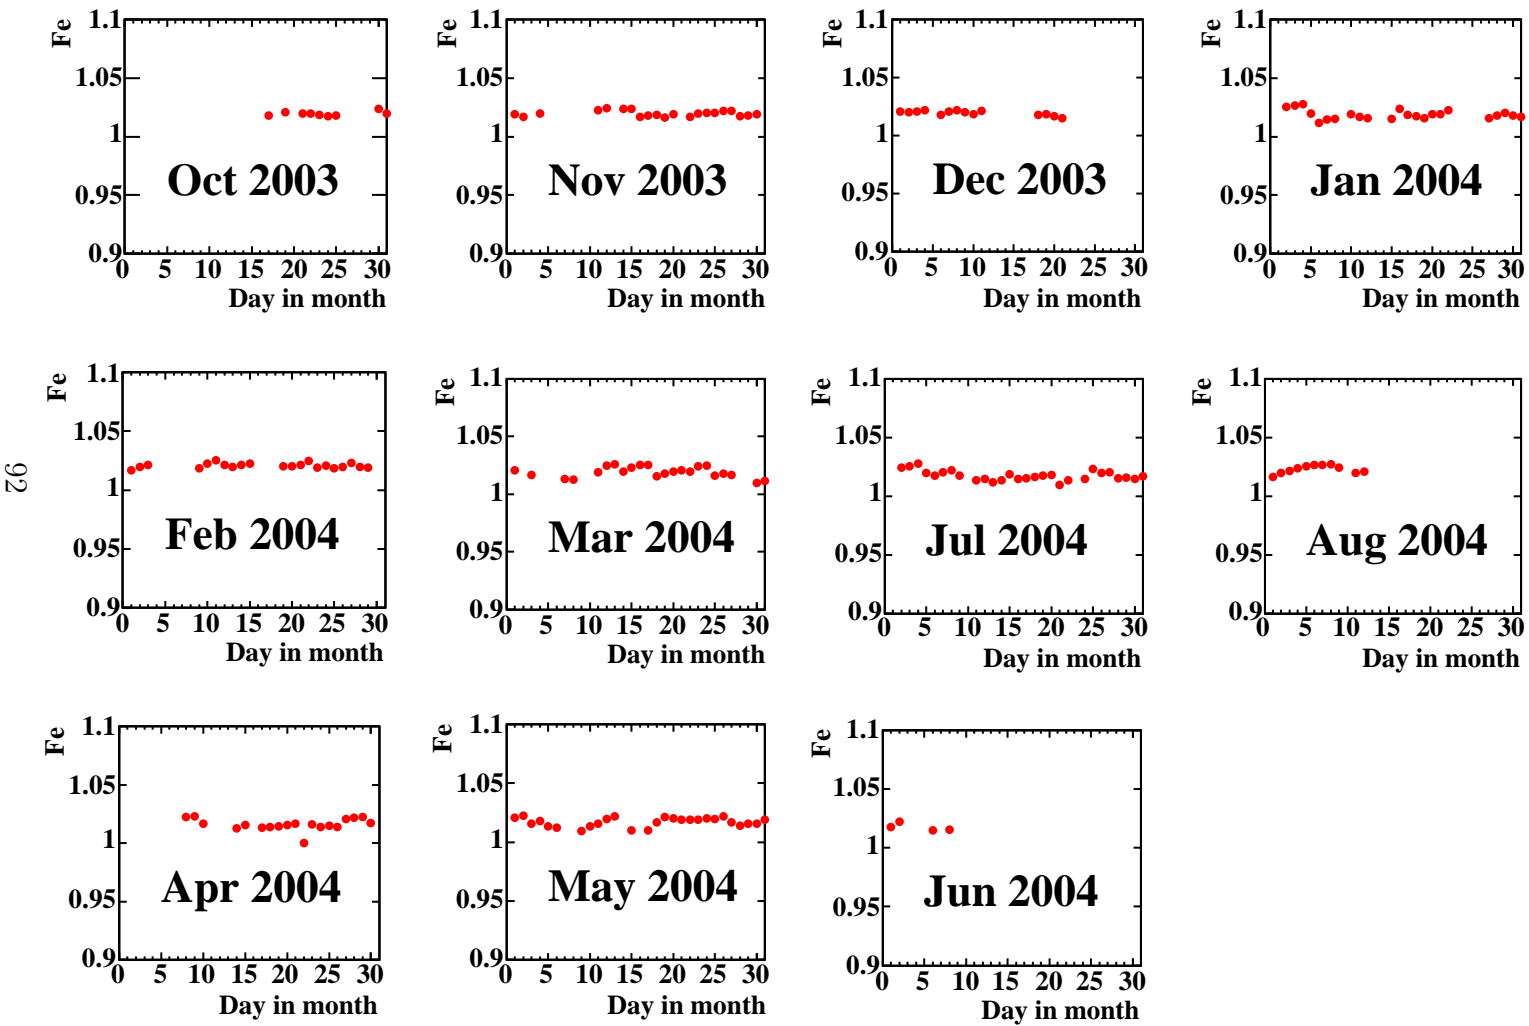 Fe
1.1
1.05
1
0.95
0.9
Oct 2003
0 5 10 15 20 25 30
Day in month
Fe
1.1
1.05
1
0.95
0.9
Nov 2003
0 5 10 15 20 25 30
Day in month
Fe
1.1
1.05
1
0.95
0.9
Dec 2003
0 5 10 15 20 25 30
Day in month
Fe
1.1
1.05
1
0.95
0.9
Jan 2004
0 5 10 15 20 25 30
Day in month
92
Fe
1.1
1.05
1
0.95
0.9
Feb 2004
0 5 10 15 20 25 30
Day in month
Fe
1.1
1.05
1
0.95
0.9
Mar 2004
0 5 10 15 20 25 30
Day in month
Fe
1.1
1.05
1
0.95
0.9
Jul 2004
0 5 10 15 20 25 30
Day in month
Fe
1.1
1.05
1
0.95
0.9
Aug 2004
0 5 10 15 20 25 30
Day in month
Fe
1.1
1.05
1
0.95
0.9
Apr 2004
0 5 10 15 20 25 30
Day in month
Fe
1.1
1.05
1
0.95
0.9
May 2004
0 5 10 15 20 25 30
Day in month
Fe
1.1
1.05
1
0.95
0.9
Jun 2004
0 5 10 15 20 25 30
Day in month